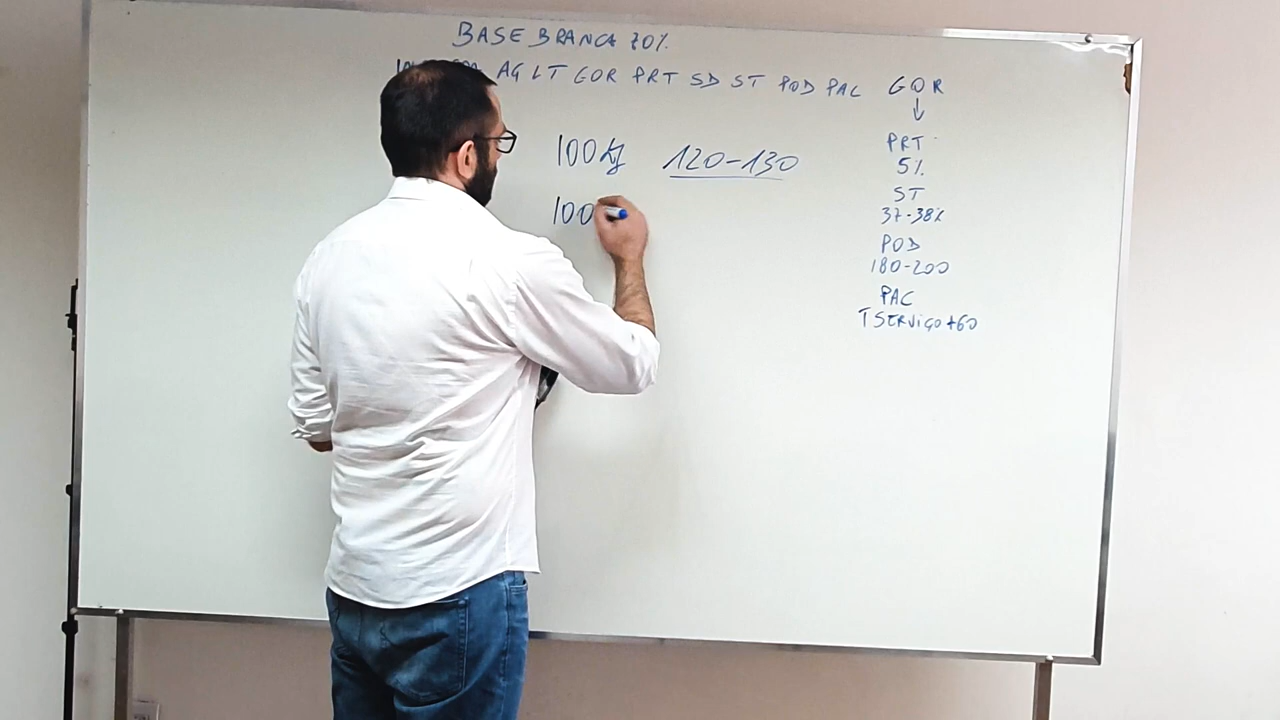 BASE BRANCA 70%
AG LT GOR PRT SD ST POD PAC
100 kg 120-130
100
GOR
↓
PRT
5%
ST
37-38%
POD
180-200
PAC
T SERVIÇO +60